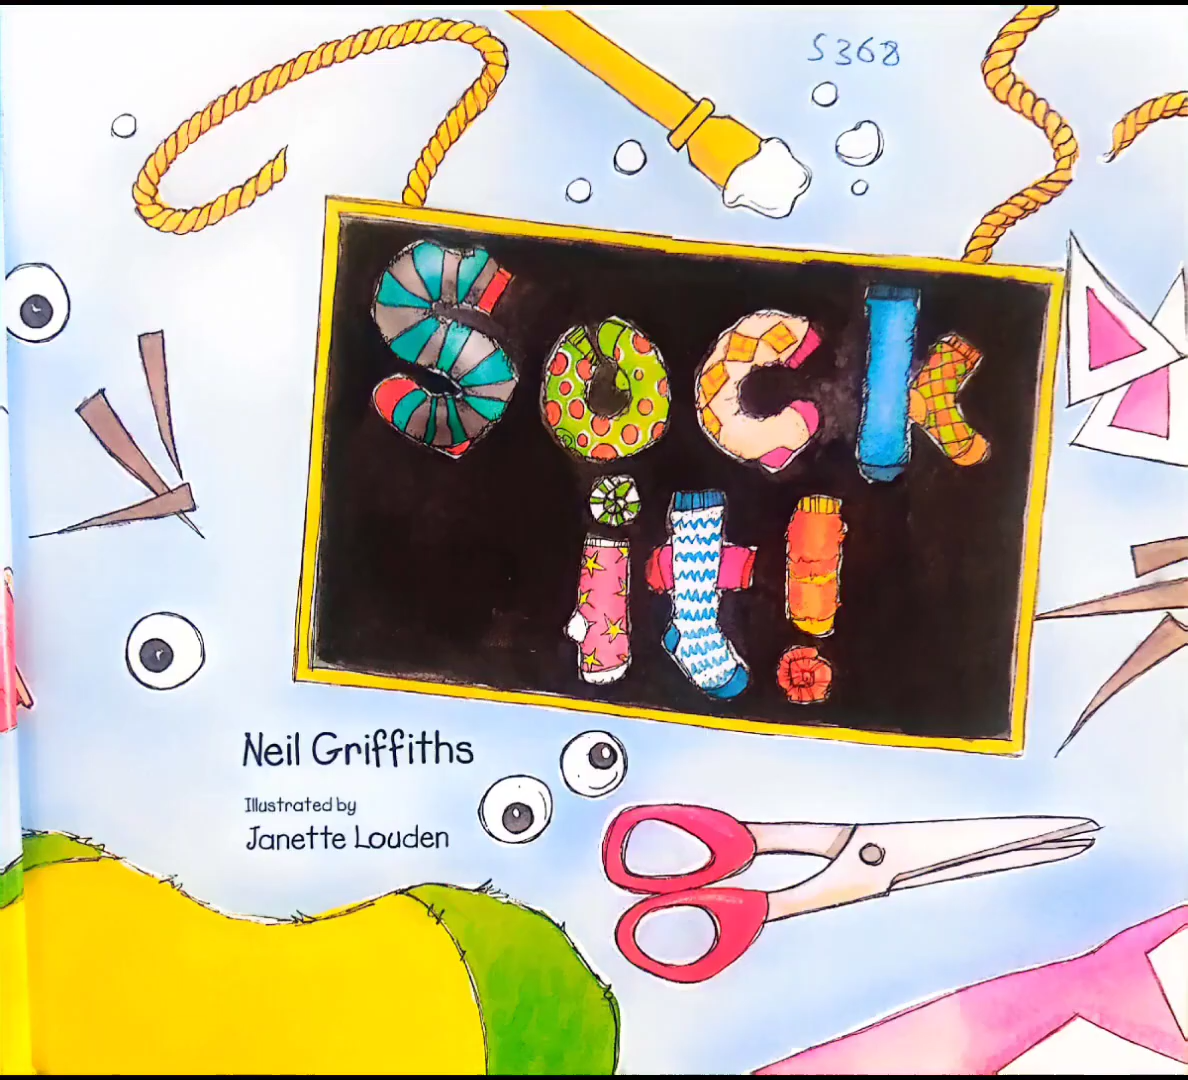 S368
Sock
it!
Neil Griffiths
Illustrated by
Janette Louden